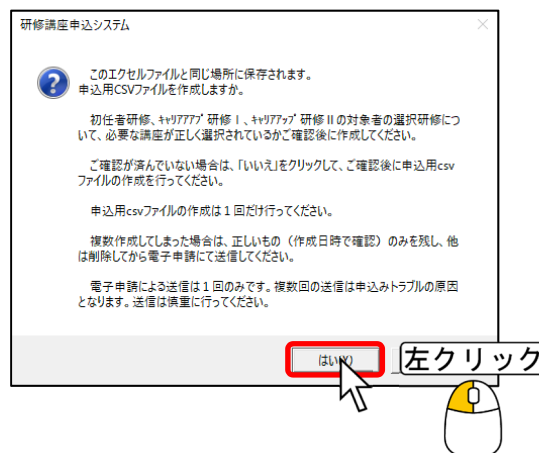 研修講座申込システム
このエクセルファイルと同じ場所に保存されます。
申込用CSVファイルを作成しますか。
初任者研修、ｷｬﾘｱｱｱﾌﾟ研修Ⅰ、ｷｬﾘｱｱｯﾌﾟ研修Ⅱの対象者の選択研修につ
いて、必要な講座が正しく選択されているかご確認後に作成してください。
ご確認が済んでいない場合は、「いいえ」をクリックして、ご確認後に申込用csv
ファイルの作成を行ってください。
申込用csvファイルの作成は１回だけ行ってください。
複数作成してしまった場合は、正しいもの（作成日時で確認）のみを残し、他
は削除してから電子申請にて送信してください。
電子申請による送信は１回のみです。複数回の送信は申込みトラブルの原因
となります。送信は慎重に行ってください。
はい(Y)
左クリック